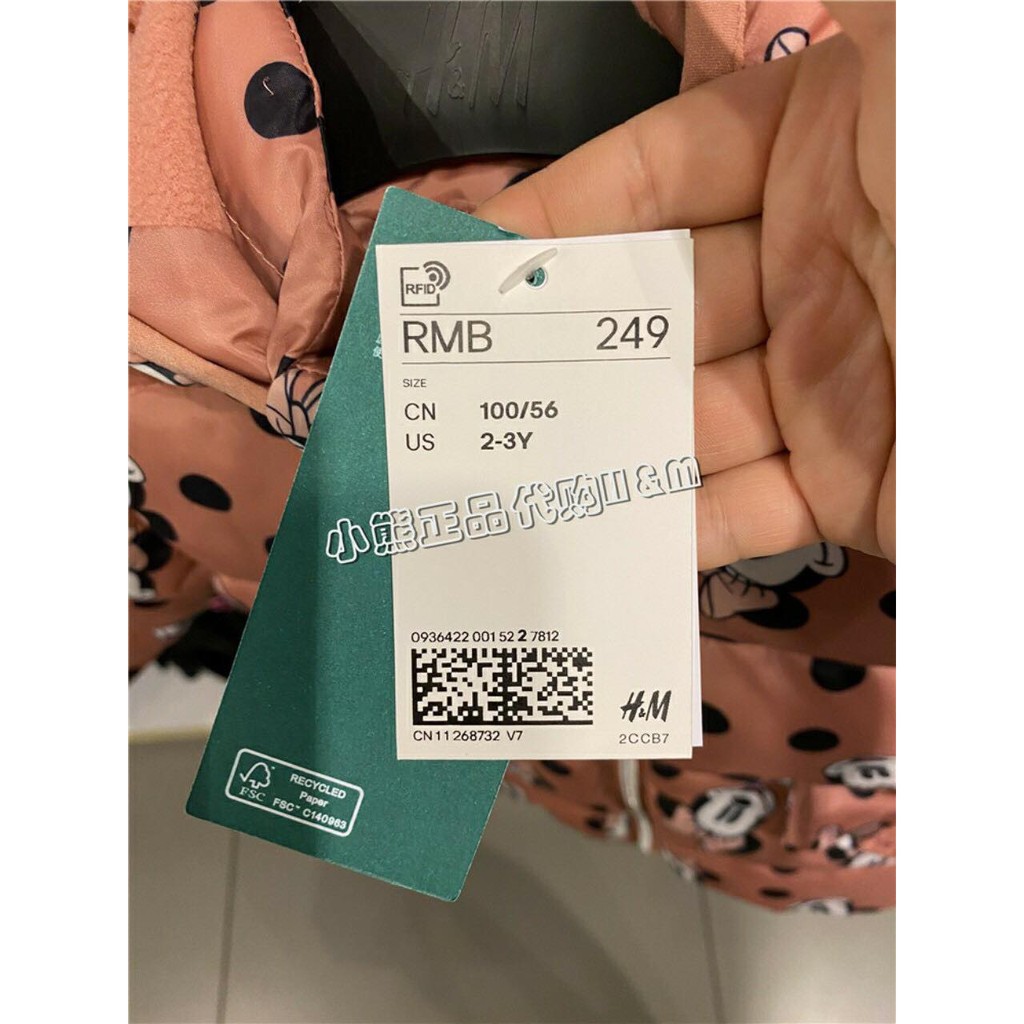 H&M
RFID
RMB 249
SIZE
CN 100/56
US 2-3Y
小熊正品代购H&M
0936422 001 52 2 7812
H&M
CN11268732 V7
2CCB7
RECYCLED
Paper
FSC
FSC™ C140963